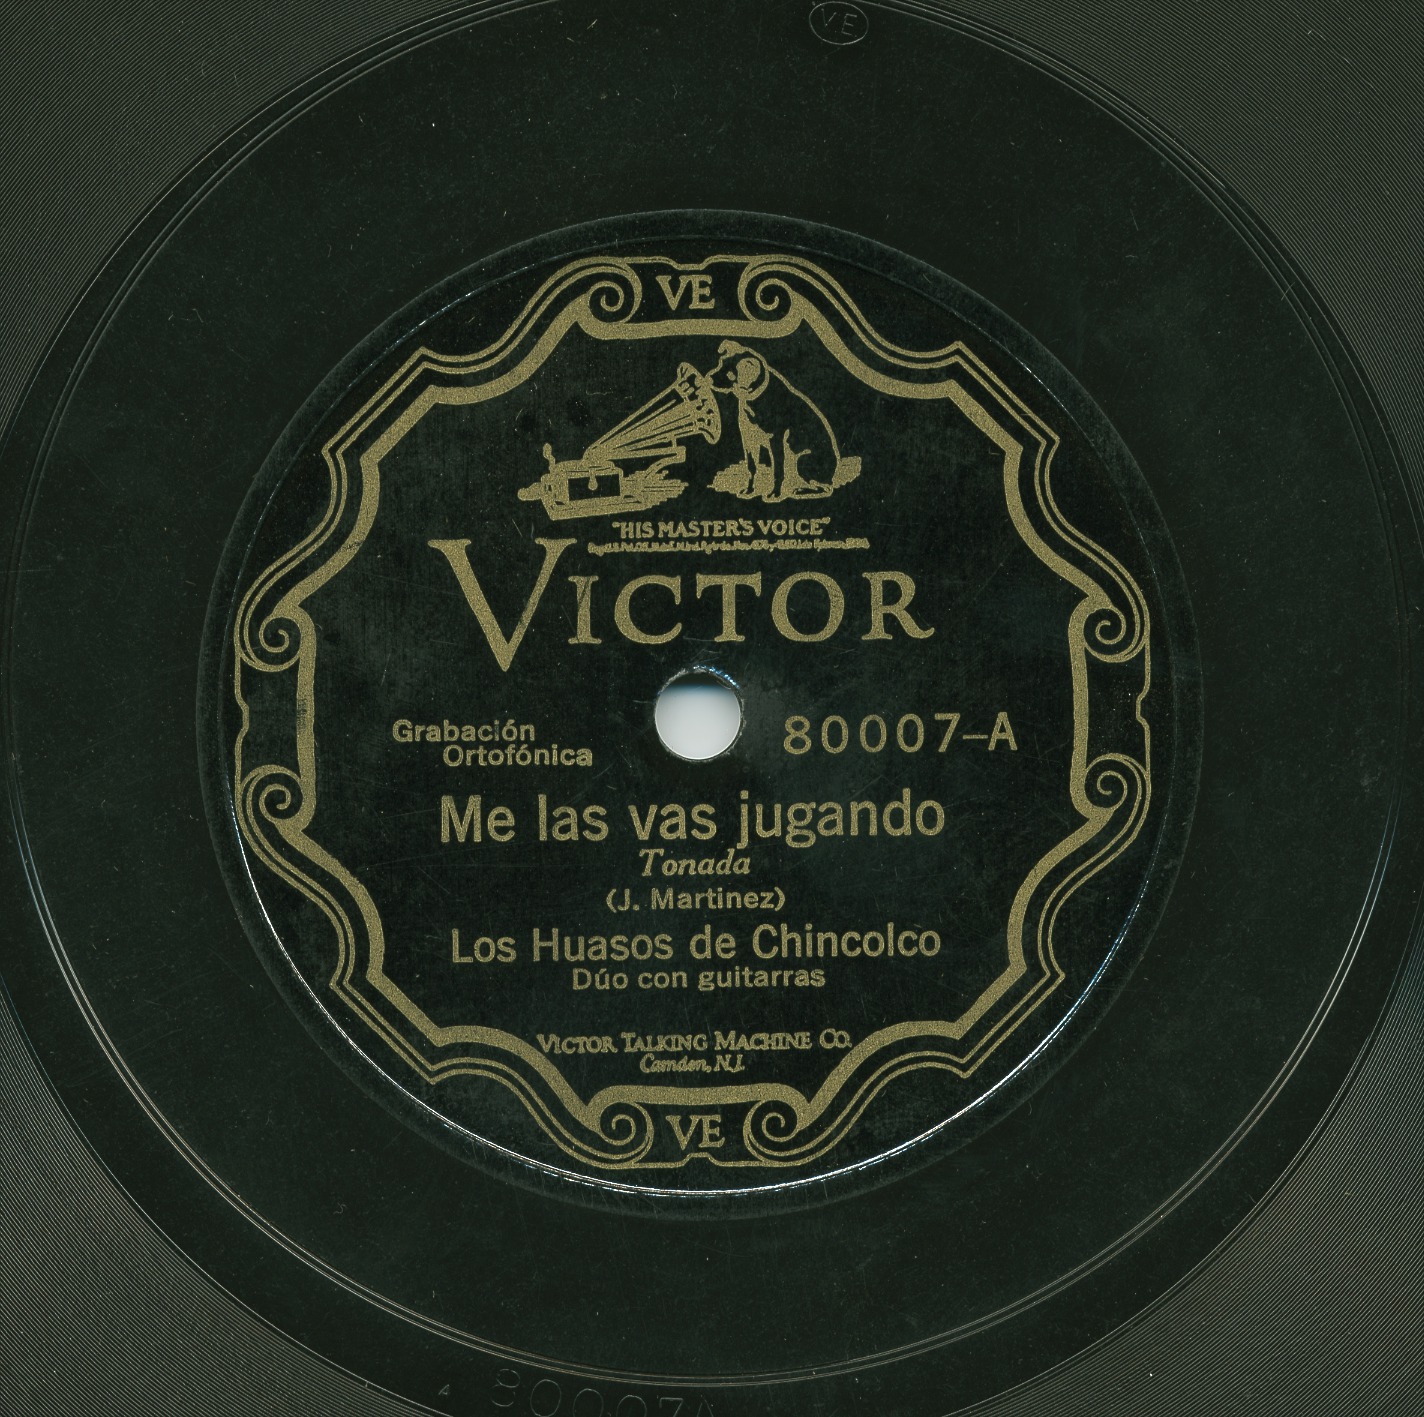 VE
VE
"HIS MASTER'S VOICE"
VICTOR
Grabación
Ortofónica
80007-A
Me las vas jugando
Tonada
(J. Martinez)
Los Huasos de Chincolco
Dúo con guitarras
VICTOR TALKING MACHINE CO.
Camden, N.J.
VE
80007A